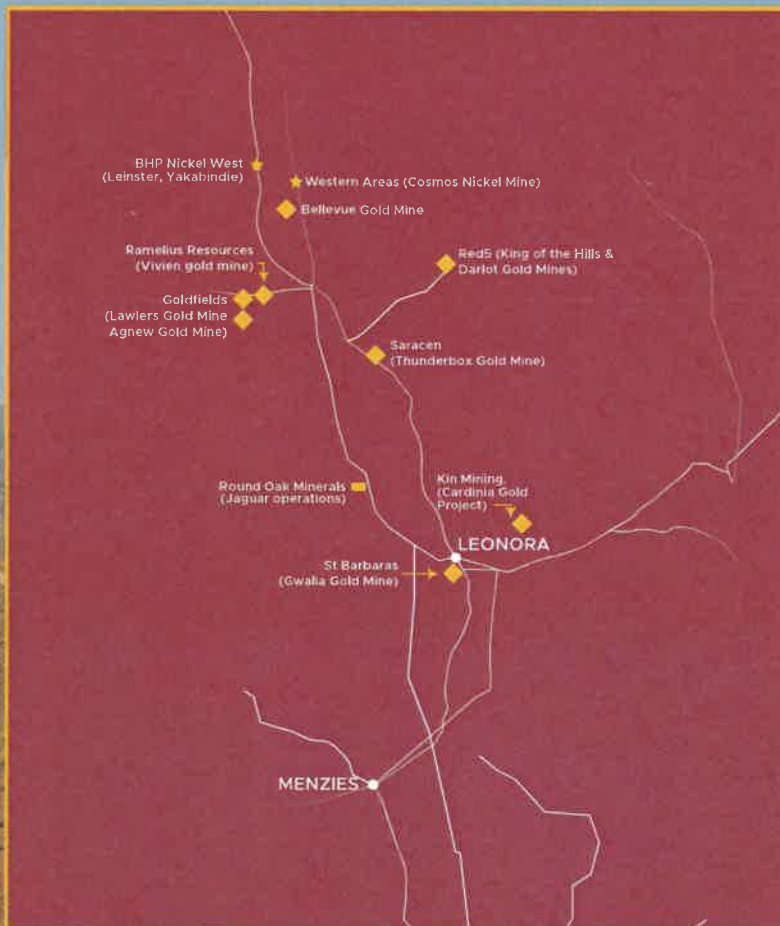 BHP Nickel West
(Leinster, Yakabindie)
Western Areas (Cosmos Nickel Mine)
Bellevue Gold Mine
Ramelius Resources
(Vivien gold mine)
Red5 (King of the Hills &
Darlot Gold Mines)
Goldfields
(Lawlers Gold Mine
Agnew Gold Mine)
Saracen
(Thunderbox Gold Mine)
Round Oak Minerals
(Jaguar operations)
Kin Mining,
(Cardinia Gold
Project)
LEONORA
St Barbaras
(Gwalia Gold Mine)
MENZIES